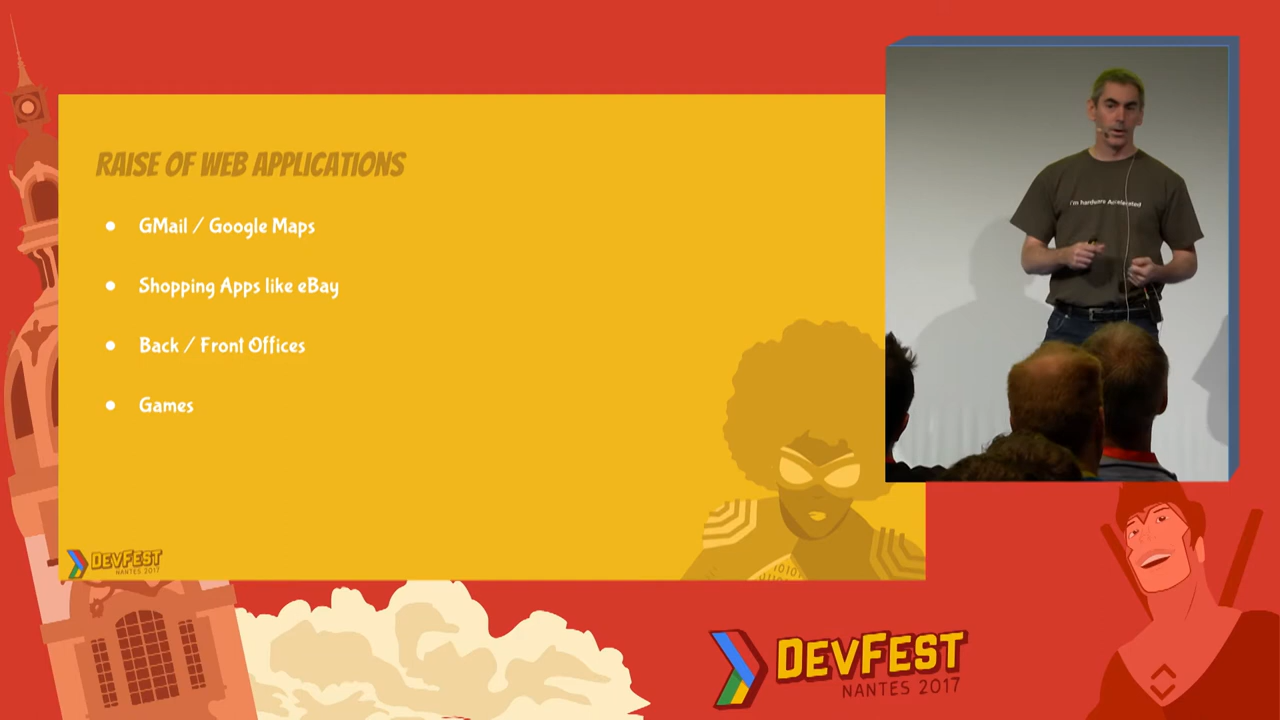 RAISE OF WEB APPLICATIONS
GMail / Google Maps
Shopping Apps like eBay
Back / Front Offices
Games
I'm hardware Accelerated
DEVFEST
NANTES 2017
DEVFEST
NANTES 2017